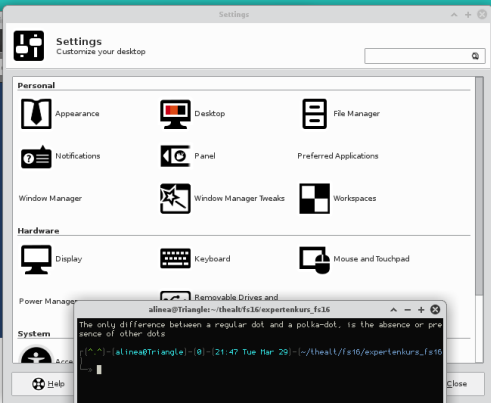 Settings
Settings
Customize your desktop
Personal
Appearance
Desktop
File Manager
Notifications
Panel
Preferred Applications
Window Manager
Window Manager Tweaks
Workspaces
Hardware
Display
Keyboard
Mouse and Touchpad
Power Manager
Removable Drives and
System
Acce
Help
Close
alinea@Triangle:~/thealt/fs16/expertenkurs_fs16
The only difference between a regular dot and a polka-dot, is the absence or pre
sence of other dots
┌─[^.^]-[alinea@Triangle]-[0]-[21:47 Tue Mar 29]-[~/thealt/fs16/expertenkurs_fs16
]
└─>